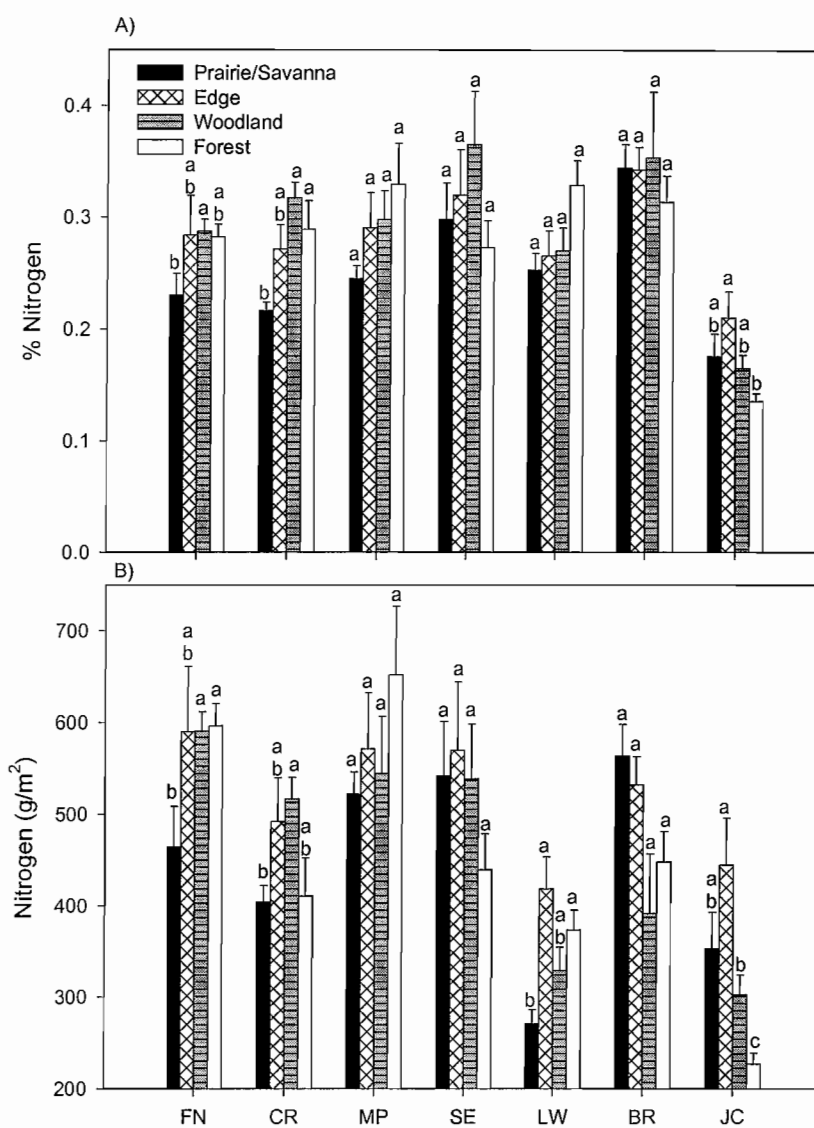 A)
Prairie/Savanna
Edge
Woodland
Forest
% Nitrogen
0.4
0.3
0.2
0.1
0.0
a b a a b
b
a a a
b
b
a a a a
a a a a
a a a a
a a a a
a b a a b b
B)
Nitrogen (g/m²)
700
600
500
400
300
200
a b a a
b
a b a a b
b
a a a a
a a a a
b a a b a
a a a a
a b a b c
FN CR MP SE LW BR JC